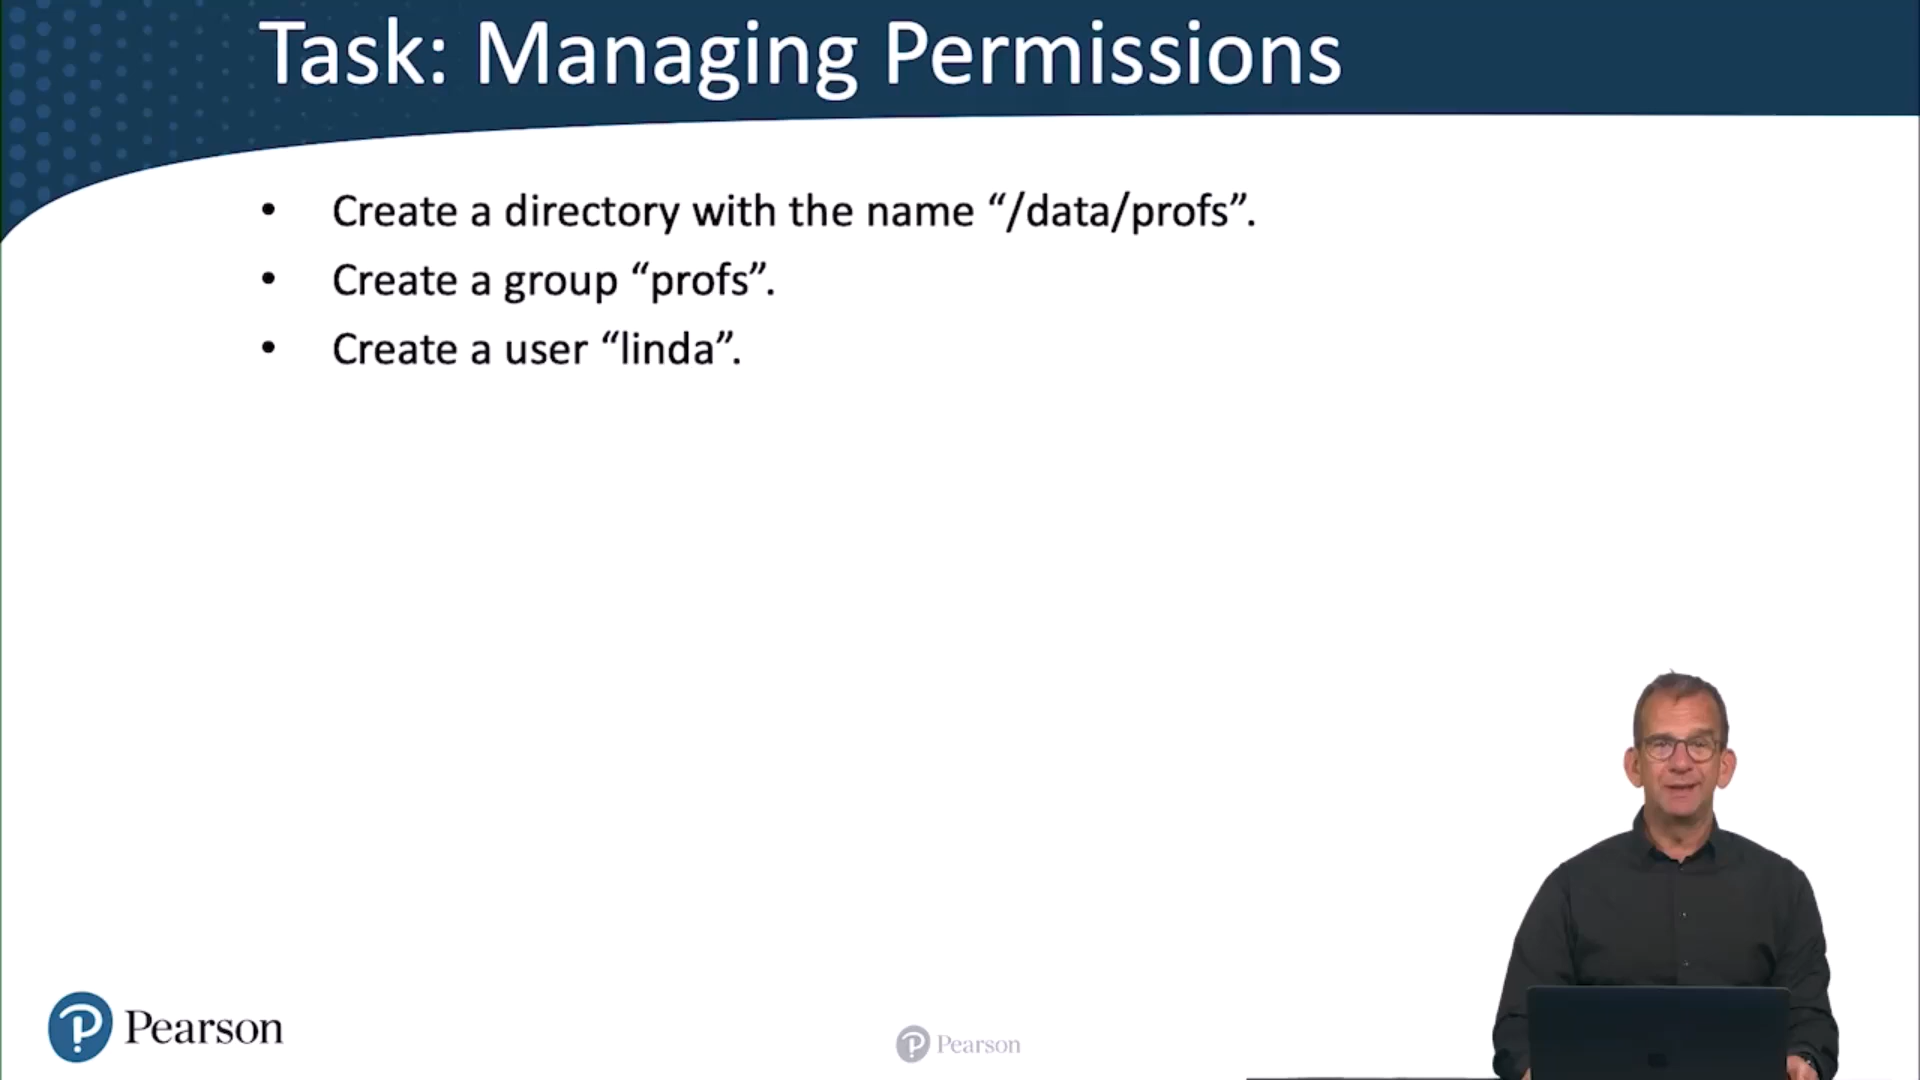 Task: Managing Permissions
• Create a directory with the name “/data/profs”.
• Create a group “profs”.
• Create a user “linda”.
Pearson
Pearson